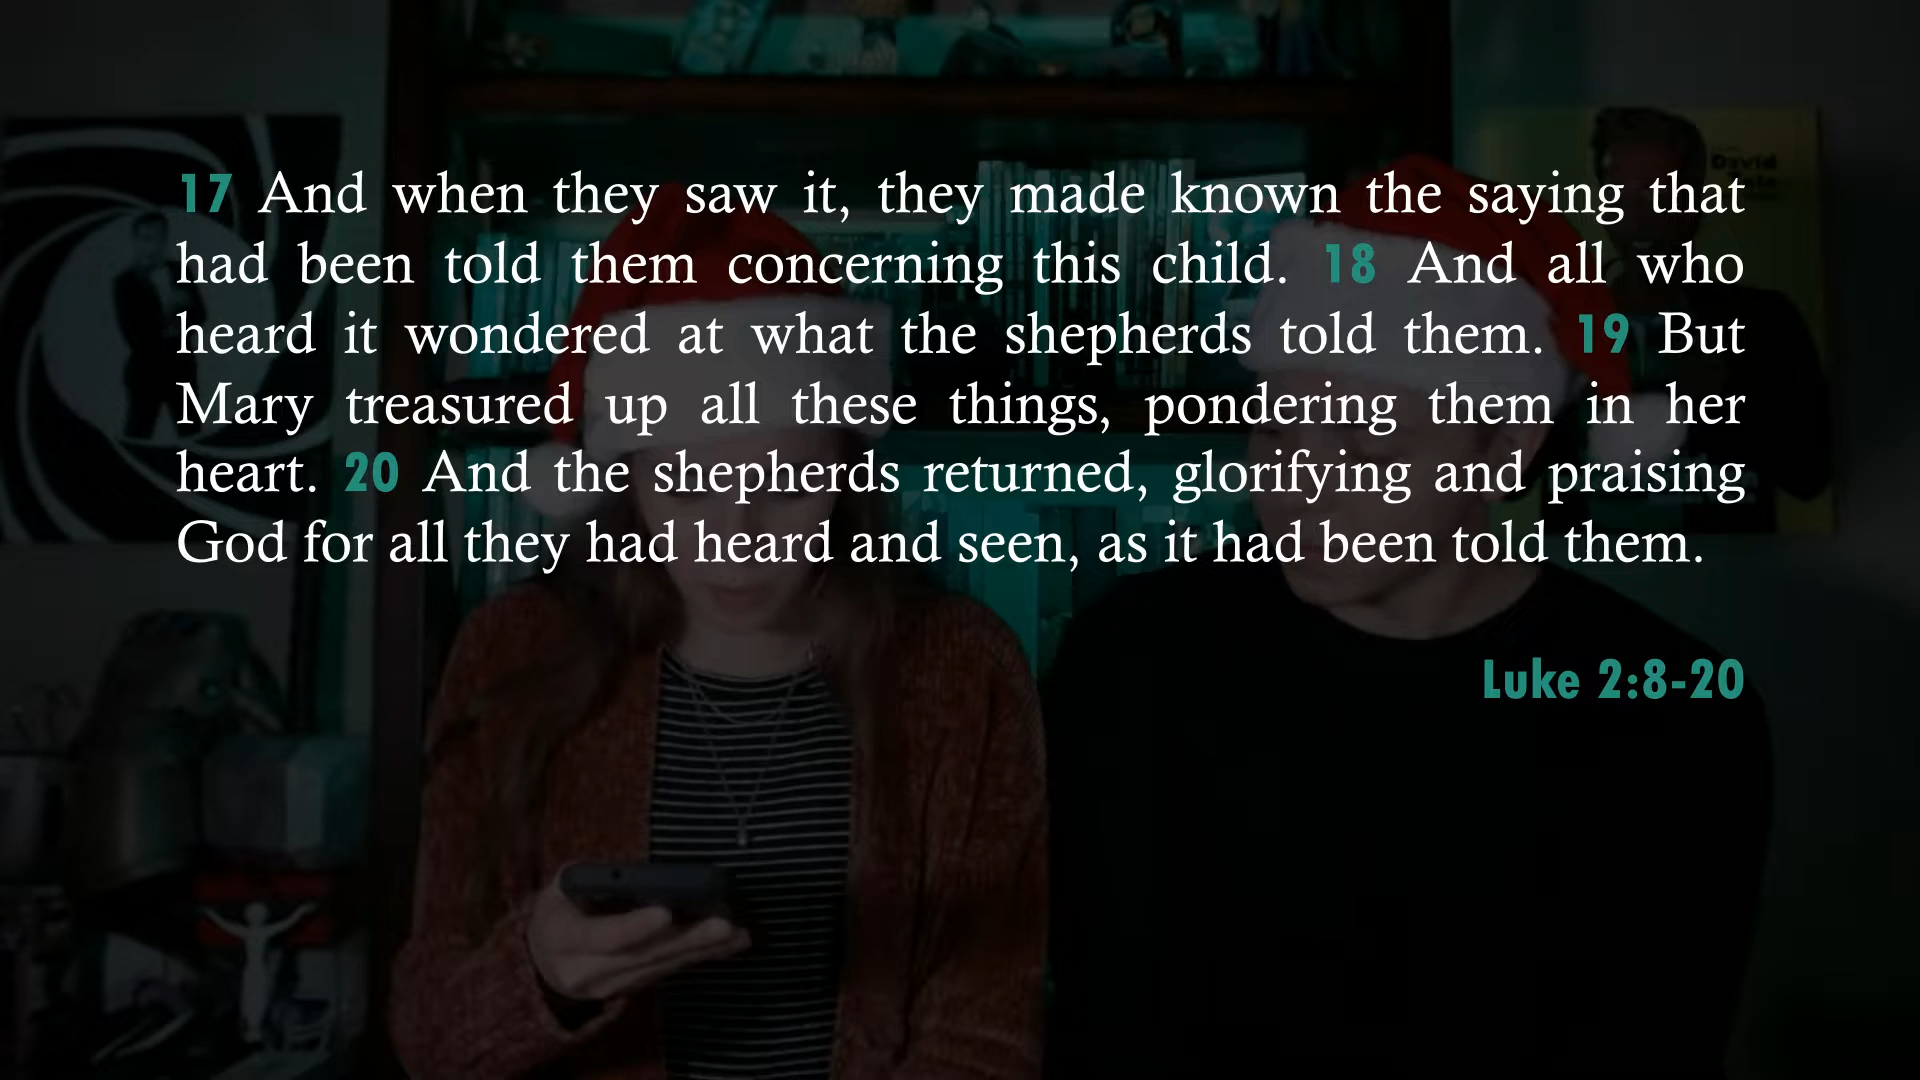 17 And when they saw it, they made known the saying that
had been told them concerning this child. 18 And all who
heard it wondered at what the shepherds told them. 19 But
Mary treasured up all these things, pondering them in her
heart. 20 And the shepherds returned, glorifying and praising
God for all they had heard and seen, as it had been told them.
Luke 2:8-20
David